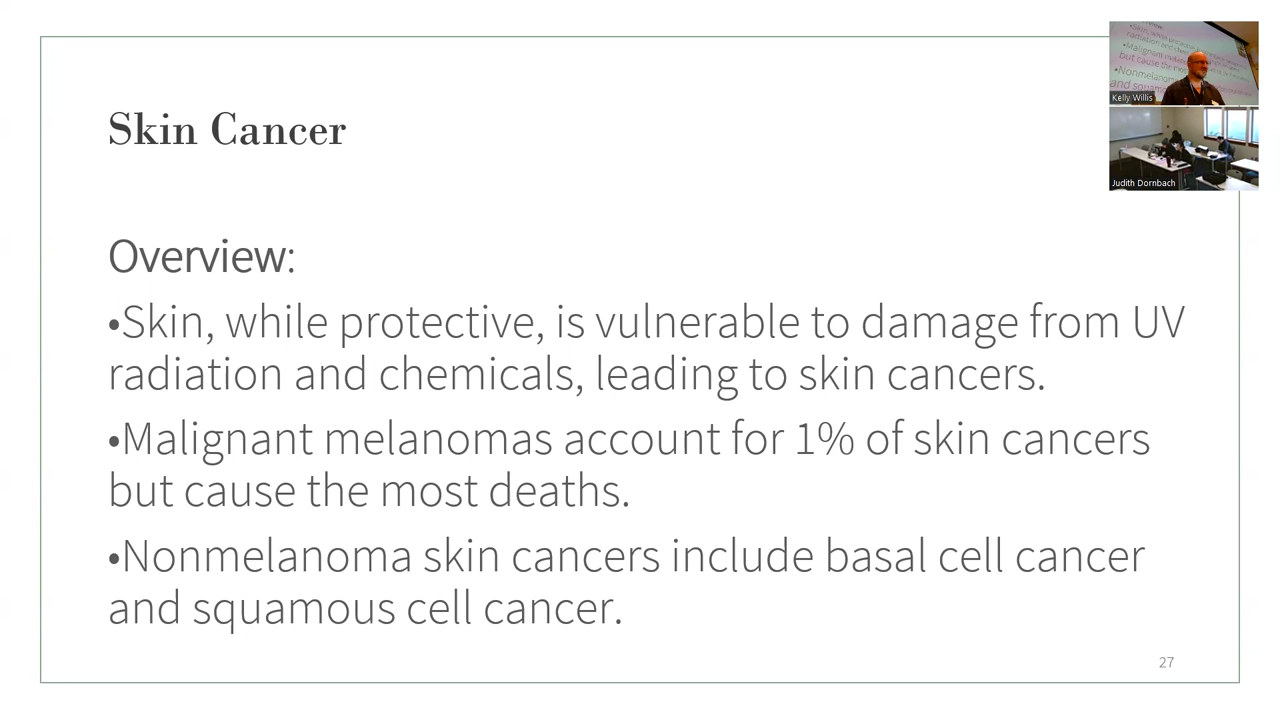 Skin Cancer
Overview:
•Skin, while protective, is vulnerable to damage from UV
radiation and chemicals, leading to skin cancers.
•Malignant melanomas account for 1% of skin cancers
but cause the most deaths.
•Nonmelanoma skin cancers include basal cell cancer
and squamous cell cancer.
27
Kelly Willis
Judith Dornbach